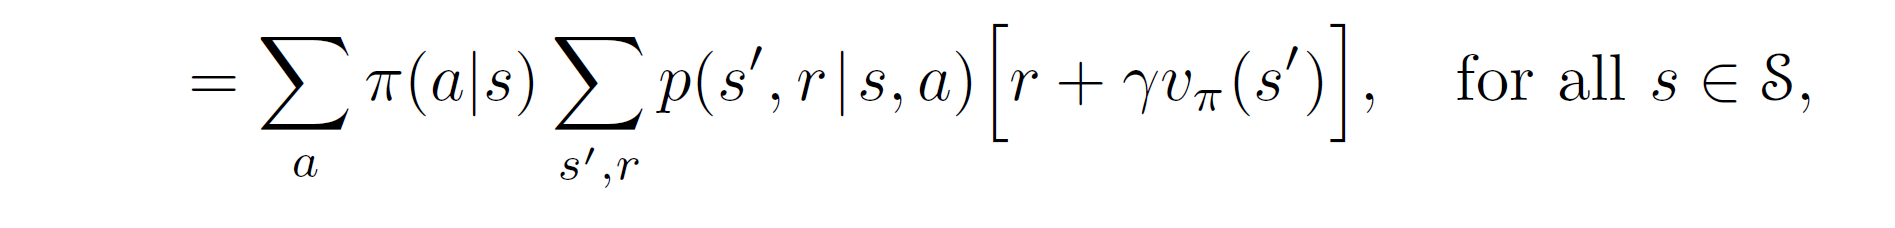 = ∑_a π(a|s) ∑_{s′,r} p(s′, r | s, a) [r + γv_π(s′)], for all s ∈ 𝒮,